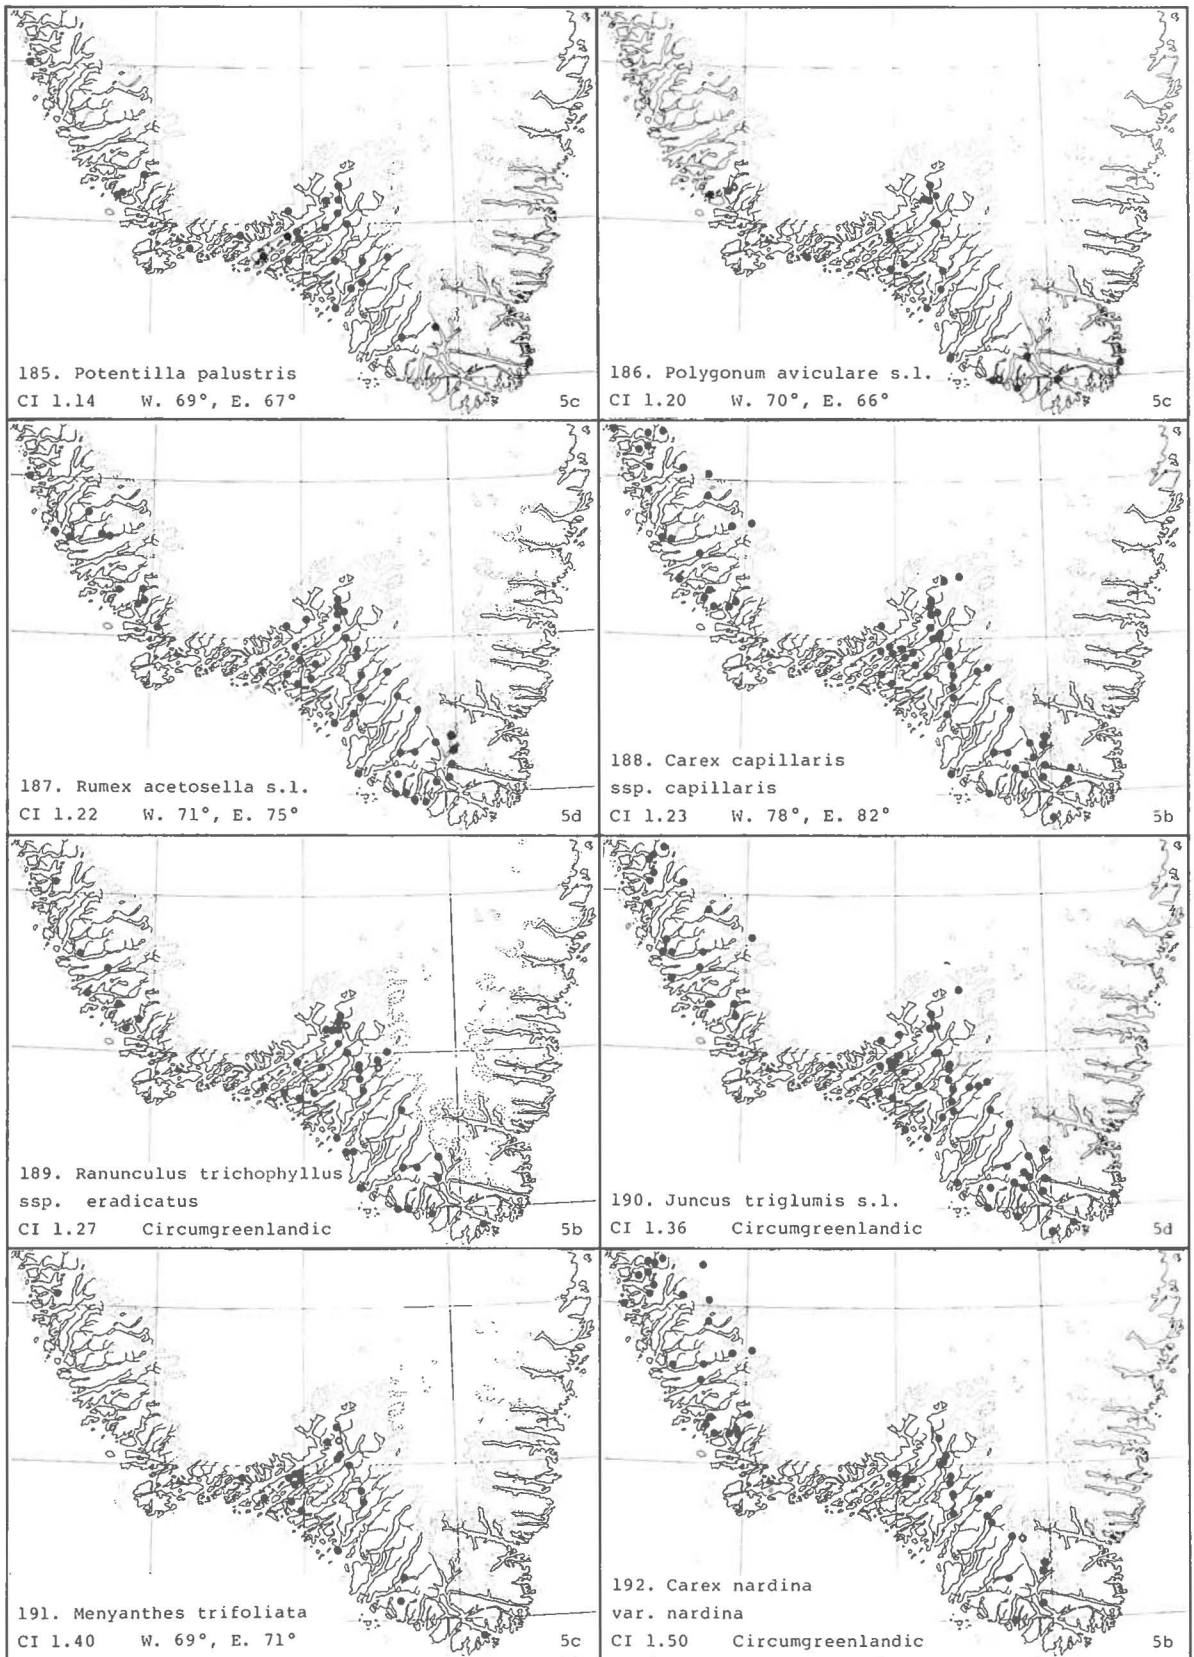 185. Potentilla palustris
CI 1.14 W. 69°, E. 67° 5c
186. Polygonum aviculare s.l.
CI 1.20 W. 70°, E. 66° 5c
187. Rumex acetosella s.l.
CI 1.22 W. 71°, E. 75° 5d
188. Carex capillaris
ssp. capillaris
CI 1.23 W. 78°, E. 82° 5b
189. Ranunculus trichophyllus
ssp. eradicatus
CI 1.27 Circumgreenlandic 5b
190. Juncus triglumis s.l.
CI 1.36 Circumgreenlandic 5d
191. Menyanthes trifoliata
CI 1.40 W. 69°, E. 71° 5c
192. Carex nardina
var. nardina
CI 1.50 Circumgreenlandic 5b